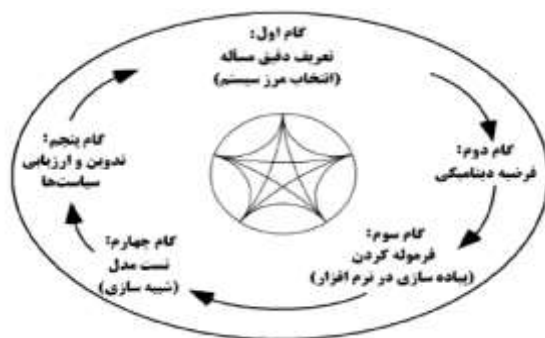 گام اول:
تعریف دقیق مسأله
(انتخاب مرز سیستم)
گام دوم:
فرضیه دینامیکی
گام سوم:
فرموله کردن
(پیاده سازی در نرم افزار)
گام چهارم:
تست مدل
(شبیه سازی)
گام پنجم:
تدوین و ارزیابی
سیاست‌ها